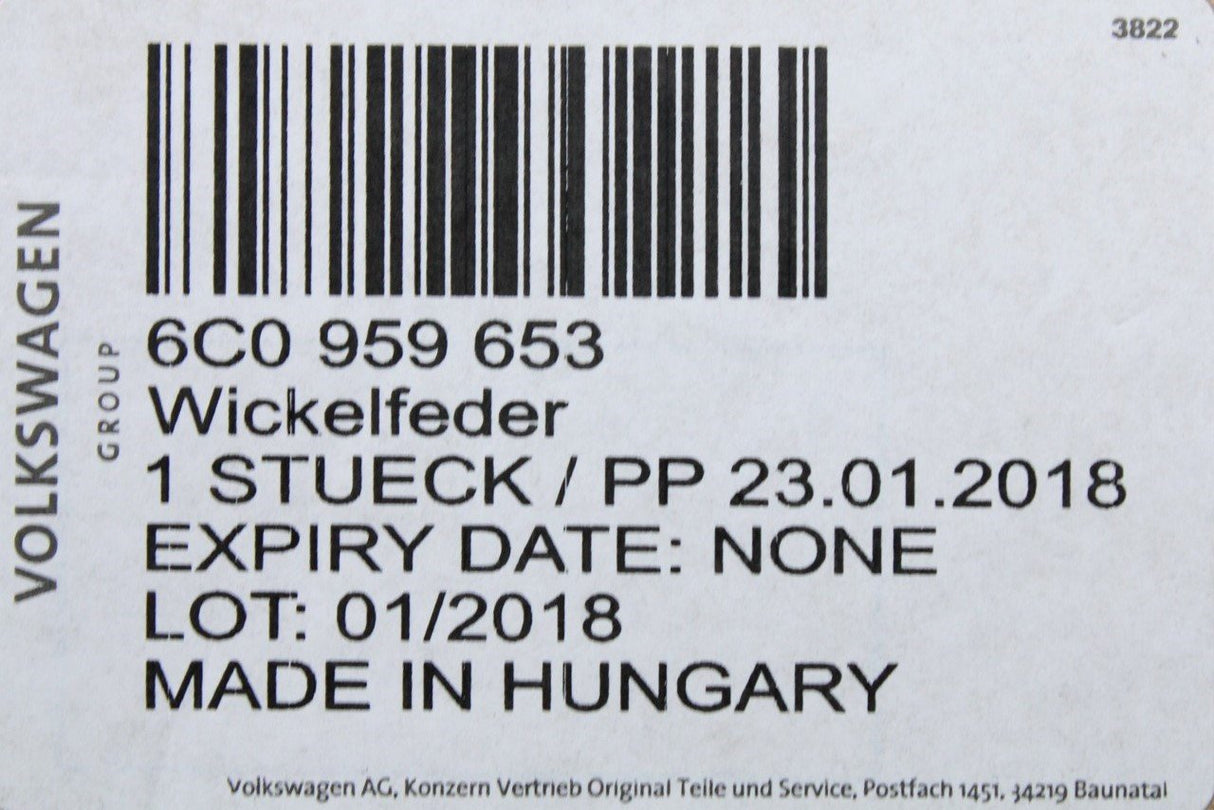 3822
VOLKSWAGEN
GROUP
6C0 959 653
Wickelfeder
1 STUECK / PP 23.01.2018
EXPIRY DATE: NONE
LOT: 01/2018
MADE IN HUNGARY
Volkswagen AG, Konzern Vertrieb Original Teile und Service, Postfach 1451, 34219 Baunatal